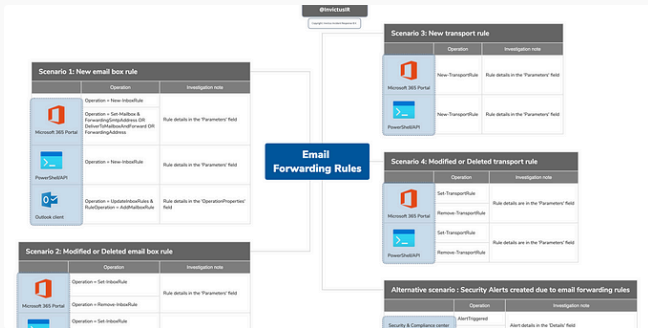 @InvictusIR
Scenario 1: New email box rule
Operation
Investigation note
Operation = New-InboxRule
Operation = Set-Mailbox &
ForwardingSmtpAddress OR
DeliverToMailboxAndForward OR
ForwardingAddress
Rule details in the 'Parameters' field
Microsoft 365 Portal
Operation = New-InboxRule
Rule details in the 'Parameters' field
PowerShell/API
Operation = UpdateInboxRules &
RuleOperation = AddMailboxRule
Rule details in the 'OperationProperties'
field
Outlook client
Scenario 2: Modified or Deleted email box rule
Operation
Investigation note
Operation = Set-InboxRule
Operation = Remove-InboxRule
Rule details in the 'Parameters' field
Microsoft 365 Portal
Operation = Set-InboxRule
Email
Forwarding Rules
Scenario 3: New transport rule
Operation
Investigation note
New-TransportRule
Rule details in the 'Parameters' field
Microsoft 365 Portal
New-TransportRule
Rule details in the 'Parameters' field
PowerShell/API
Scenario 4: Modified or Deleted transport rule
Operation
Investigation note
Set-TransportRule
Remove-TransportRule
Rule details are in the 'Parameters' field
Microsoft 365 Portal
Set-TransportRule
Remove-TransportRule
Rule details are in the 'Parameters' field
PowerShell/API
Alternative scenario : Security Alerts created due to email forwarding rules
Operation
Investigation note
AlertTriggered
Security & Compliance center
Alert details in the 'Details' field